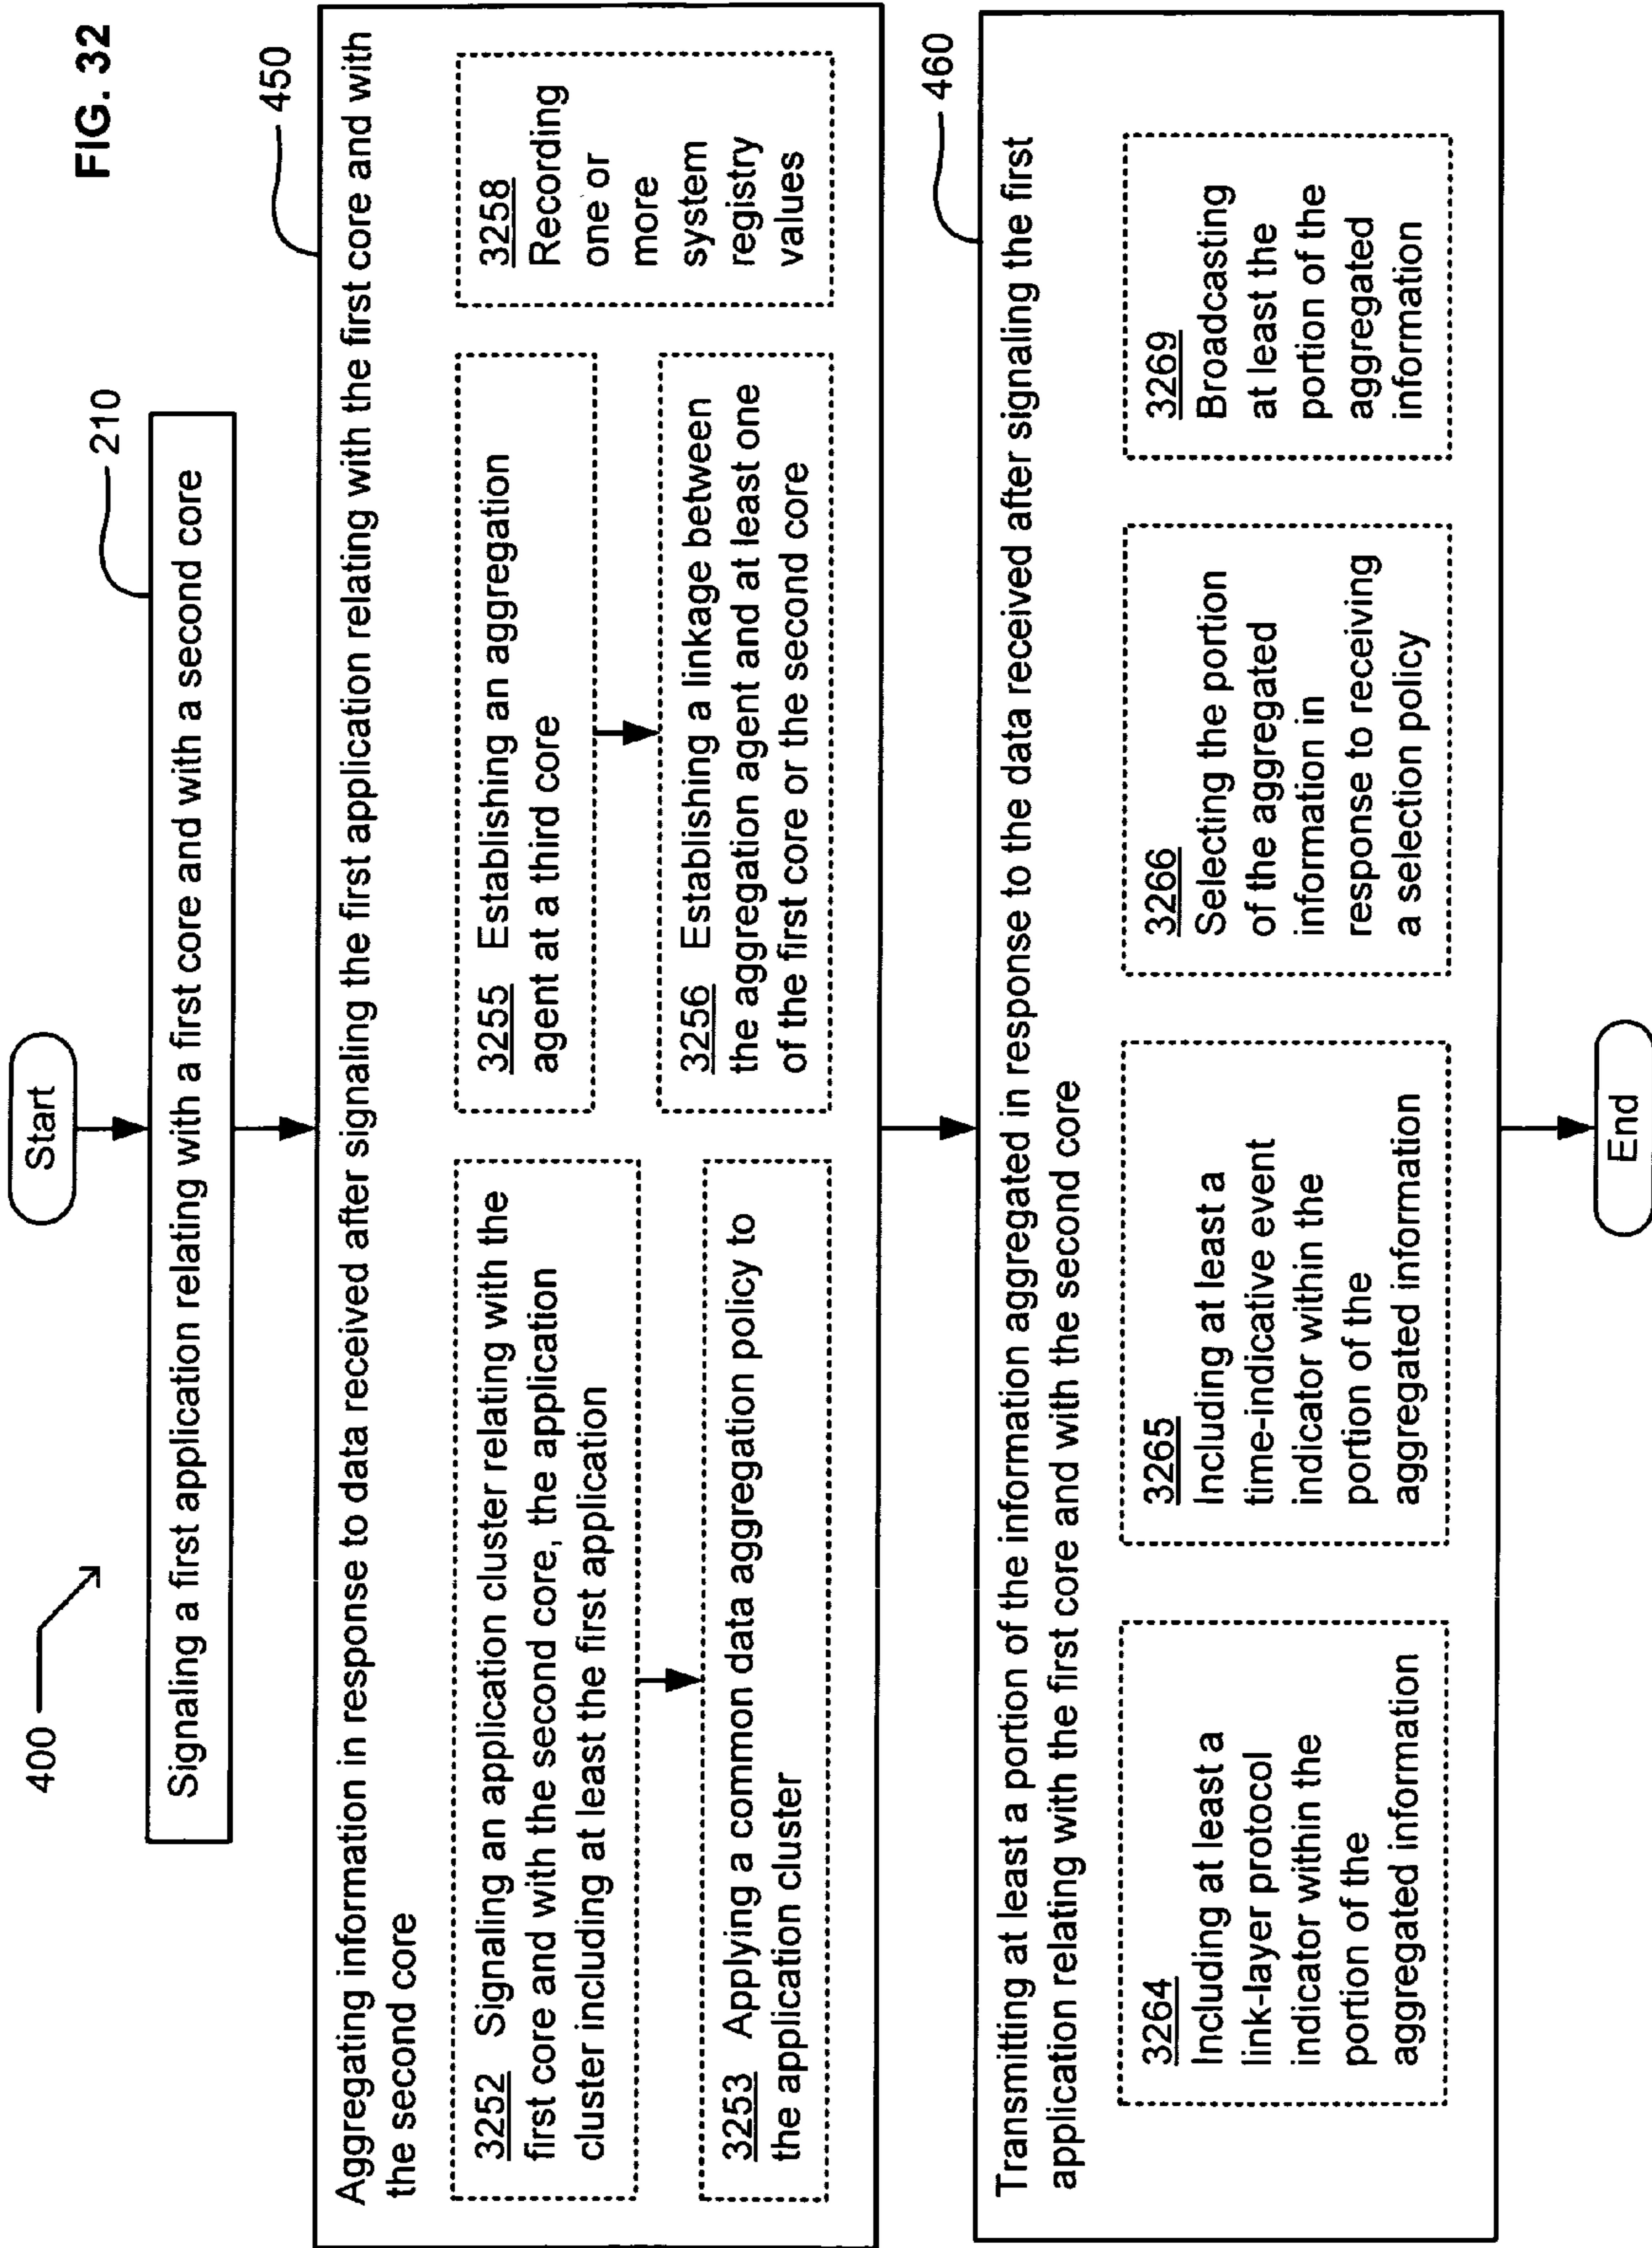 FIG. 32
400
Start
210
Signaling a first application relating with a first core and with a second core
450
Aggregating information in response to data received after signaling the first application relating with the first core and with
the second core
3252 Signaling an application cluster relating with the
first core and with the second core, the application
cluster including at least the first application
3253 Applying a common data aggregation policy to
the application cluster
3255 Establishing an aggregation
agent at a third core
3256 Establishing a linkage between
the aggregation agent and at least one
of the first core or the second core
3258
Recording
one or
more
system
registry
values
460
Transmitting at least a portion of the information aggregated in response to the data received after signaling the first
application relating with the first core and with the second core
3264
Including at least a
link-layer protocol
indicator within the
portion of the
aggregated information
3265
Including at least a
time-indicative event
indicator within the
portion of the
aggregated information
3266
Selecting the portion
of the aggregated
information in
response to receiving
a selection policy
3269
Broadcasting
at least the
portion of the
aggregated
information
End